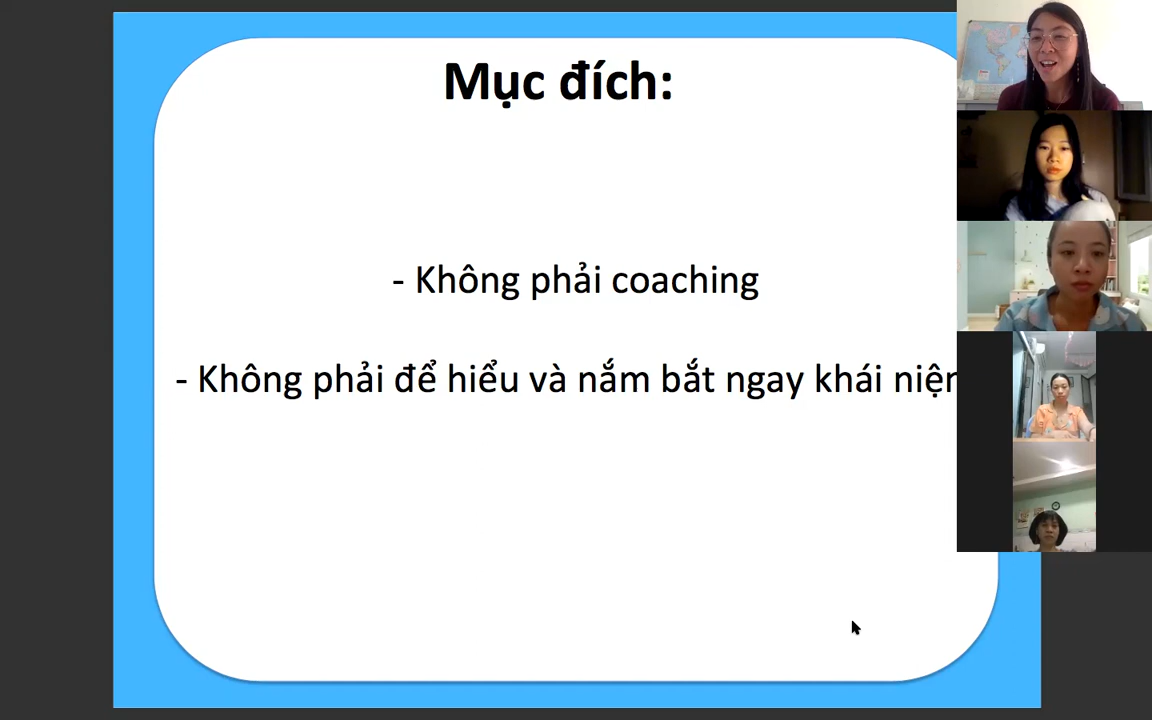 Mục đích:
- Không phải coaching
- Không phải để hiểu và nắm bắt ngay khái